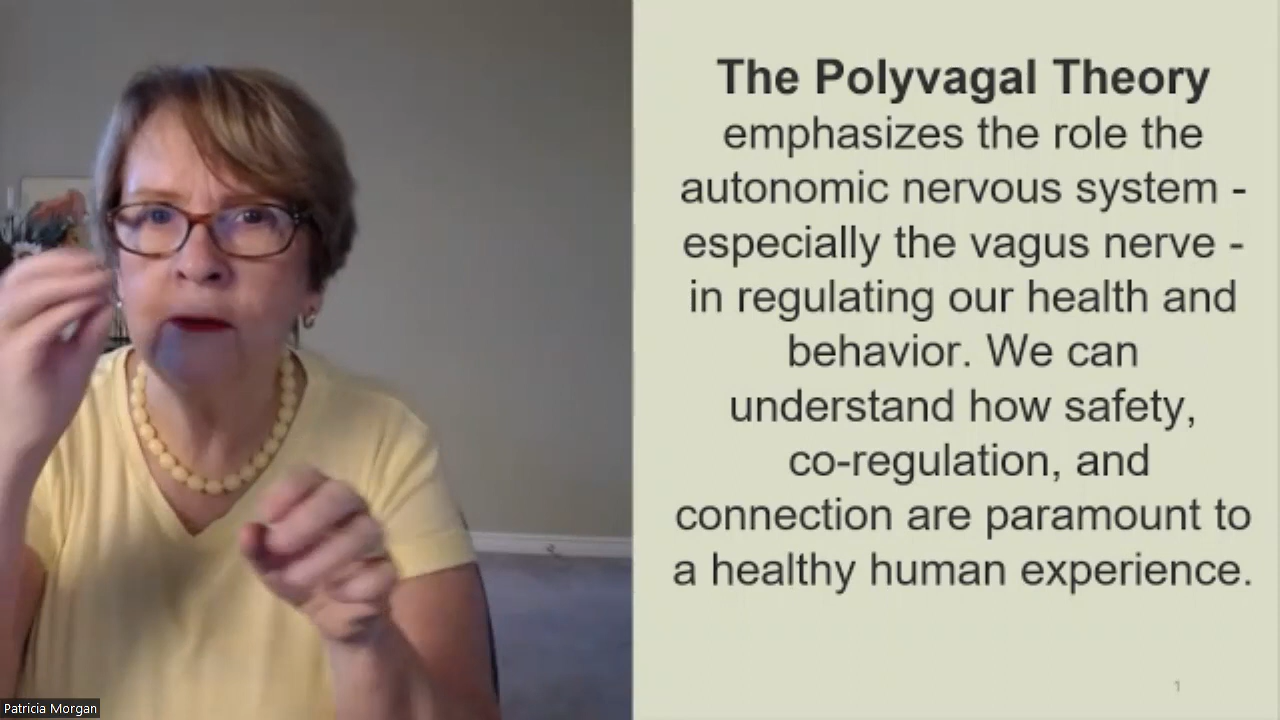 The Polyvagal Theory
emphasizes the role the
autonomic nervous system -
especially the vagus nerve -
in regulating our health and
behavior. We can
understand how safety,
co-regulation, and
connection are paramount to
a healthy human experience.
1
Patricia Morgan